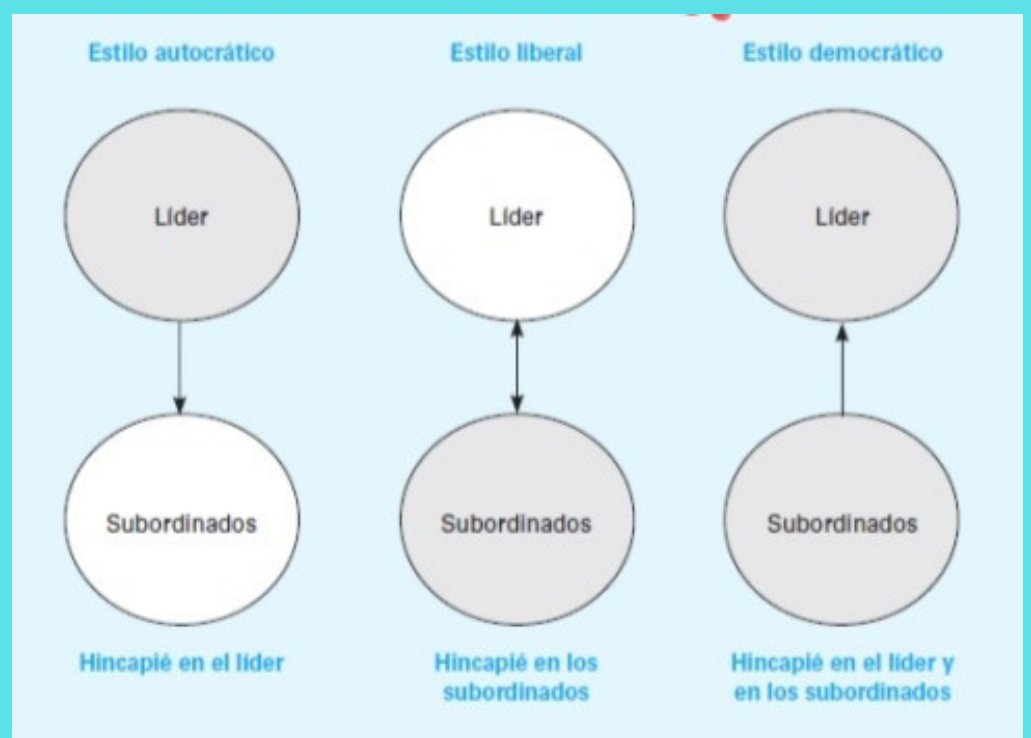 Estilo autocrático
Estilo liberal
Estilo democrático
Líder
Líder
Líder
Subordinados
Subordinados
Subordinados
Hincapié en el líder
Hincapié en los
subordinados
Hincapié en el líder y
en los subordinados